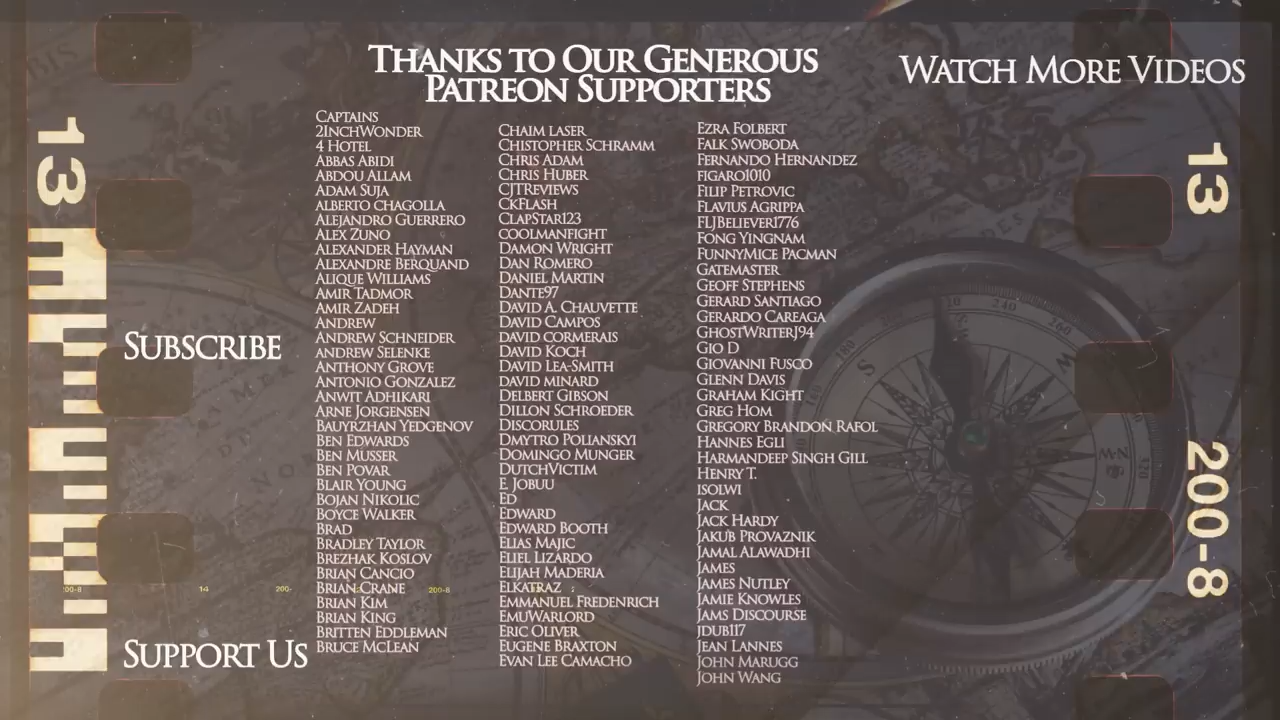 Thanks to Our Generous
Patreon Supporters
Watch More Videos
Captains
2InchWonder
4 Hotel
Abbas Abidi
Abdou Allam
Adam Suja
alberto chagolla
Alejandro Guerrero
Alex Zuno
Alexander Hayman
Alexandre Berquand
Alique Williams
Amir Tadmor
Amir Zadeh
Andrew
Andrew Schneider
andrew selenke
Anthony Grove
Antonio Gonzalez
Anwit Adhikari
Arne Jorgensen
Bauyrzhan Yedgenov
Ben Edwards
Ben Musser
Ben Povar
Blair Young
Bojan Nikolic
Boyce Walker
Brad
Bradley Taylor
Brezhak Koslov
Brian Cancio
Brian Crane
Brian Kim
Brian King
Britten Eddleman
Bruce McLean
Chaim laser
Chistopher Schramm
Chris Adam
Chris Huber
CJTReviews
CkFlash
Clapstar123
coolmanfight
Damon Wright
Dan Romero
Daniel Martin
Dante97
David A. Chauvette
David Campos
david cormerais
David Koch
David Lea-Smith
david minard
Delbert Gibson
Dillon Schroeder
Discorules
Dmytro Polianskyi
Domingo Munger
DutchVictim
E. Jobuu
Ed
Edward
Edward Booth
Elias Majic
Eliel Lizardo
Elijah Maderia
Elkatraz
Emmanuel Fredenrich
EmuWarlord
Eric Oliver
Eugene Braxton
Evan Lee Camacho
Ezra Folbert
Falk Swoboda
Fernando Hernandez
figaro1010
Filip Petrovic
Flavius Agrippa
FLJBeliever1776
Fong Yingnam
FunnyMice Pacman
Gatemaster
Geoff Stephens
Gerard Santiago
Gerardo Careaga
GhostWriterJ94
Gio D
Giovanni Fusco
Glenn Davis
Graham Kight
Greg Hom
Gregory Brandon Rafol
Hannes Egli
Harmandeep Singh Gill
Henry T.
isolwi
Jack
Jack Hardy
Jakub Provaznik
Jamal Alawadhi
James
James Nutley
Jamie Knowles
Jams Discourse
jdub117
Jean Lannes
John Marugg
John Wang
Subscribe
Support Us
13
13
200-8
200-
200-8